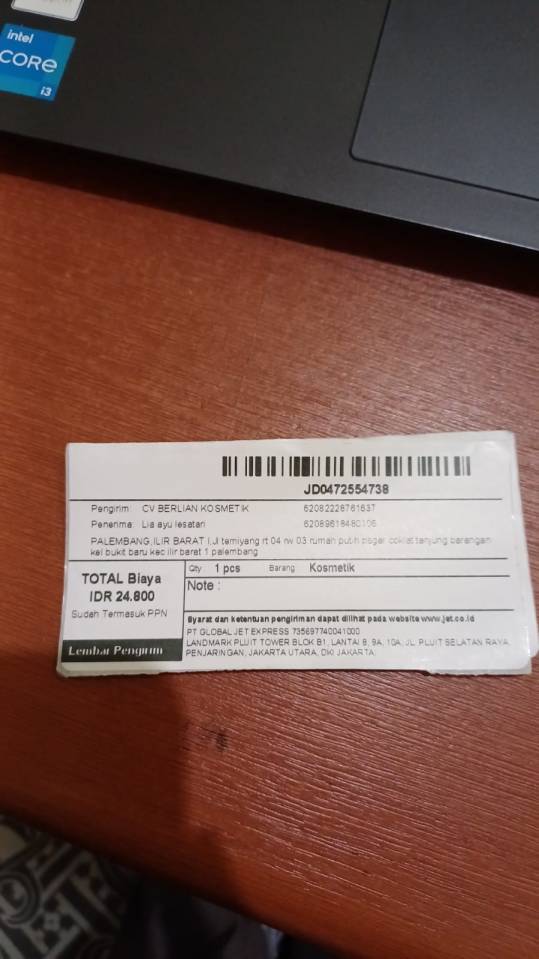 intel
CORE
i3
JD0472554738
Pengirim: CV BERLIAN KOSMETIK 62082228761637
Penerima: Lia ayu lesatari 62089618480106
PALEMBANG,ILIR BARAT I,Jl temiyang rt 04 rw 03 rumah putih pagar coklat tanjung barangan
kel bukit baru kec ilir barat 1 palembang
TOTAL Biaya
IDR 24.800
Sudah Termasuk PPN
Lembar Pengirim
Qty: 1 pcs Barang: Kosmetik
Note :
Syarat dan ketentuan pengiriman dapat dilihat pada website www.jet.co.id
PT GLOBAL JET EXPRESS 735697740041000
LANDMARK PLUIT TOWER BLOK B1, LANTAI 8, 9A, 10A, JL. PLUIT SELATAN RAYA,
PENJARINGAN, JAKARTA UTARA, DKI JAKARTA,